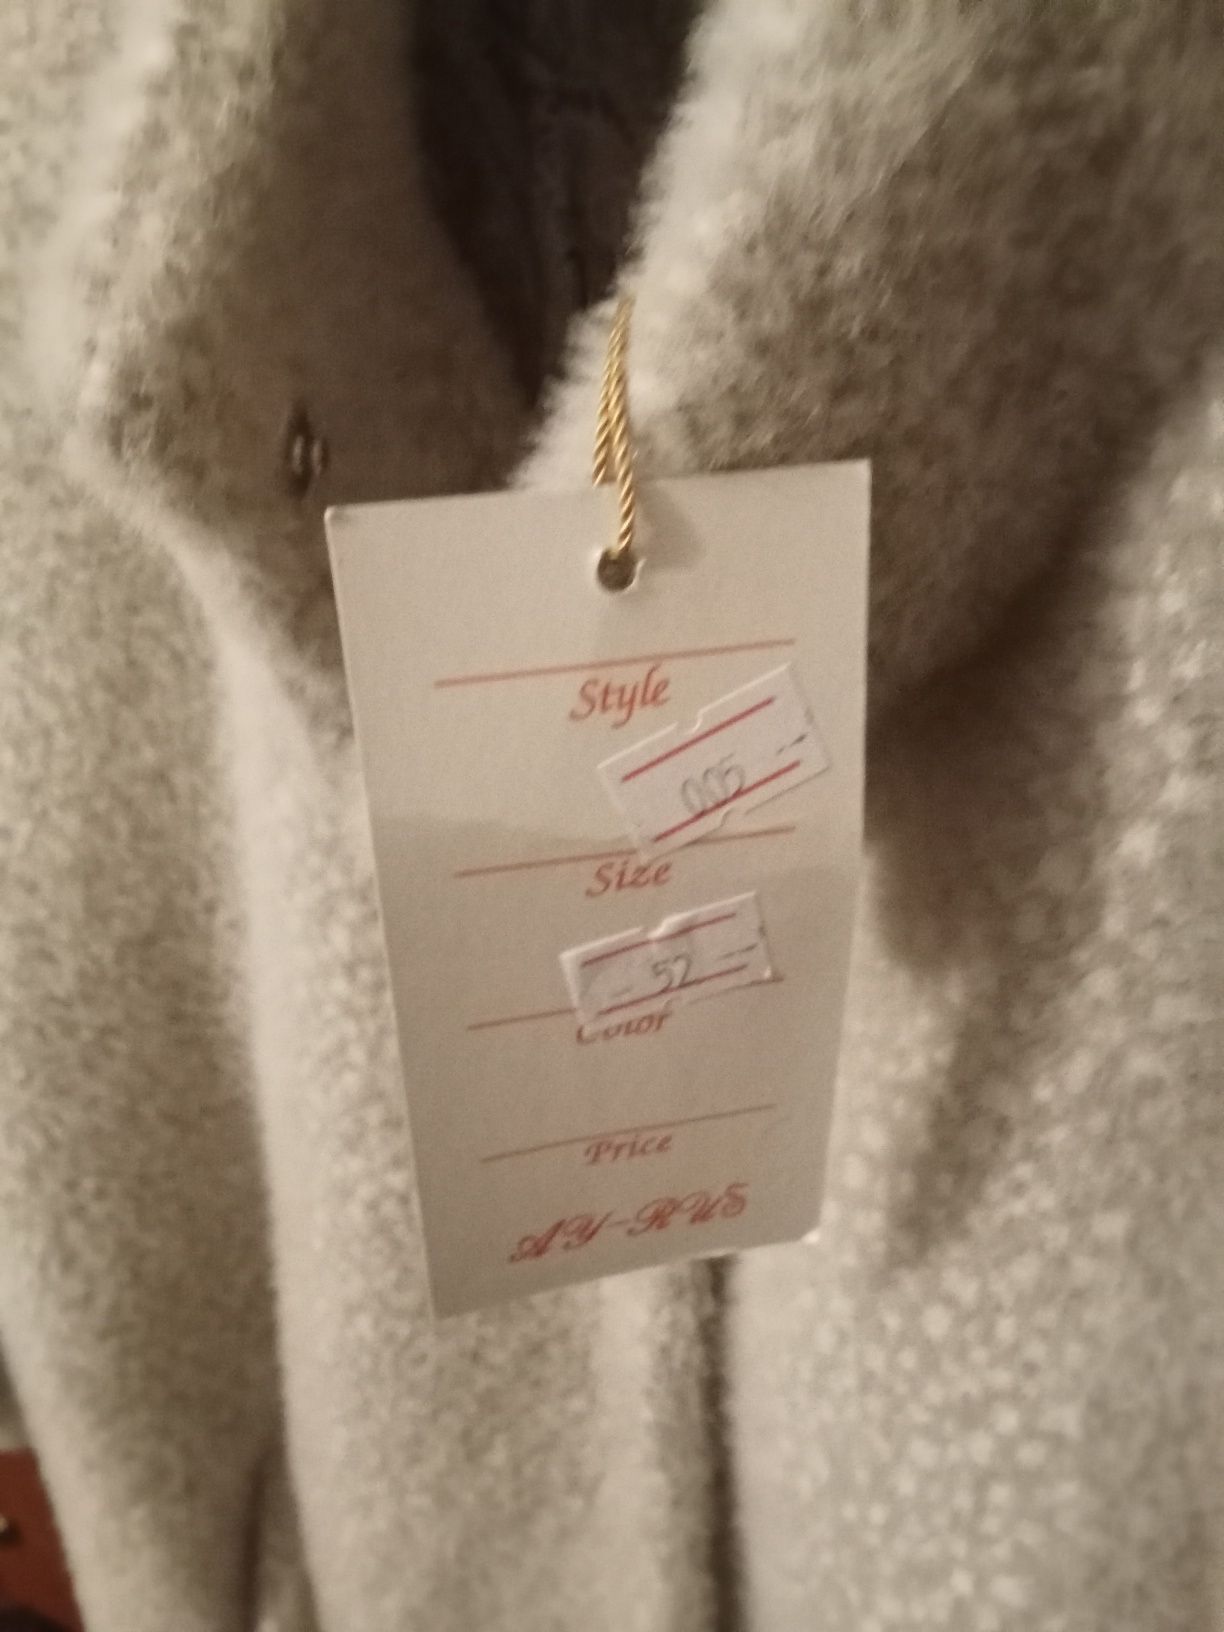 Style
005
Size
52
Color
Price
AY-RUS